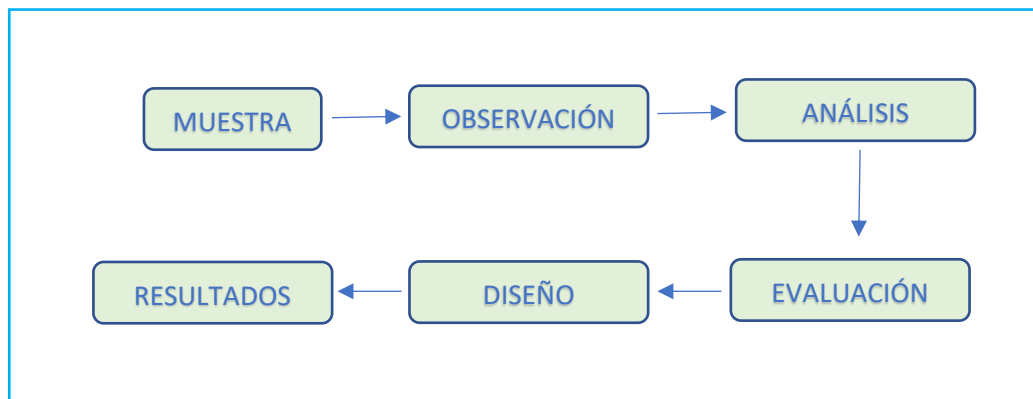 MUESTRA
OBSERVACIÓN
ANÁLISIS
EVALUACIÓN
DISEÑO
RESULTADOS